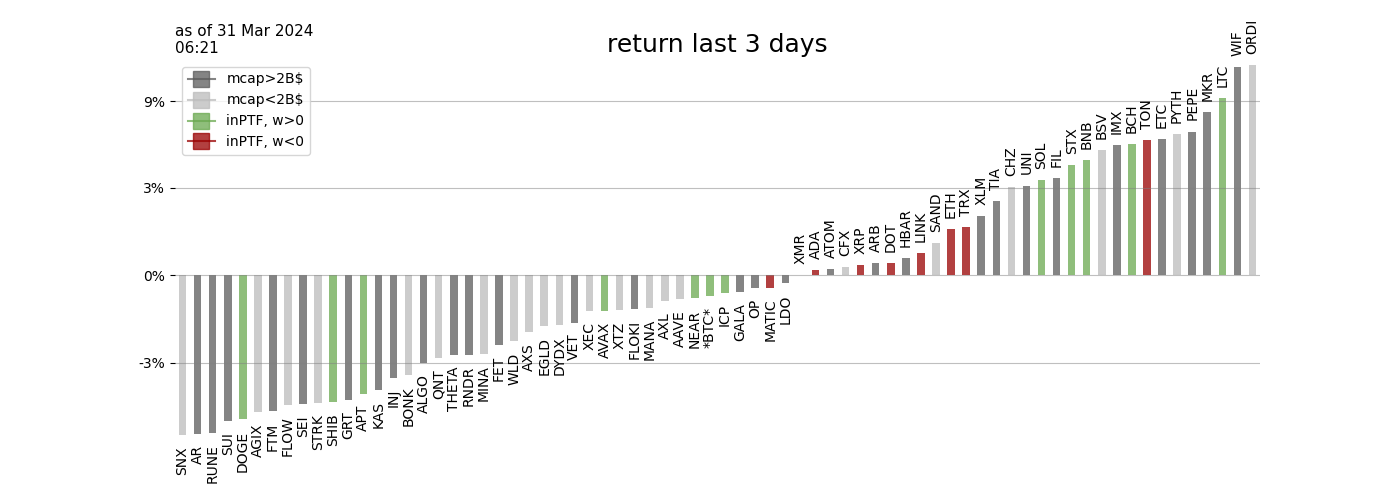 as of 31 Mar 2024
06:21
return last 3 days
mcap>2B$
mcap<2B$
inPTF, w>0
inPTF, w<0
9%
3%
0%
-3%
SNX
AR
RUNE
SUI
DOGE
AGIX
FTM
FLOW
SEI
STRK
SHIB
GRT
APT
KAS
INJ
BONK
ALGO
QNT
THETA
RNDR
MINA
FET
WLD
AXS
EGLD
DYDX
VET
XEC
AVAX
XTZ
FLOKI
MANA
AXL
AAVE
NEAR
*BTC*
ICP
GALA
OP
MATIC
LDO
XMR
ADA
ATOM
CFX
XRP
ARB
DOT
HBAR
LINK
SAND
ETH
TRX
XLM
TIA
CHZ
UNI
SOL
FIL
STX
BNB
BSV
IMX
BCH
TON
ETC
PYTH
PEPE
MKR
LTC
WIF
ORDI